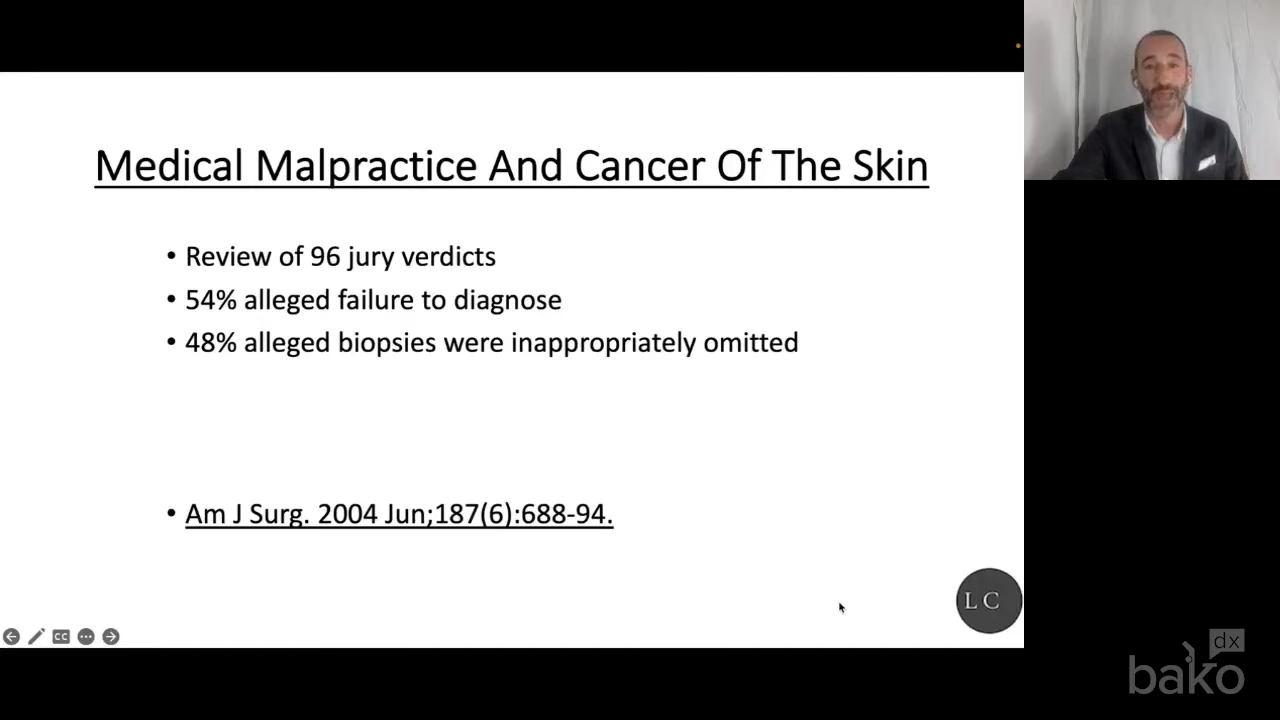 Medical Malpractice And Cancer Of The Skin
• Review of 96 jury verdicts
• 54% alleged failure to diagnose
• 48% alleged biopsies were inappropriately omitted
• Am J Surg. 2004 Jun;187(6):688-94.
LC
CC
dx
bako